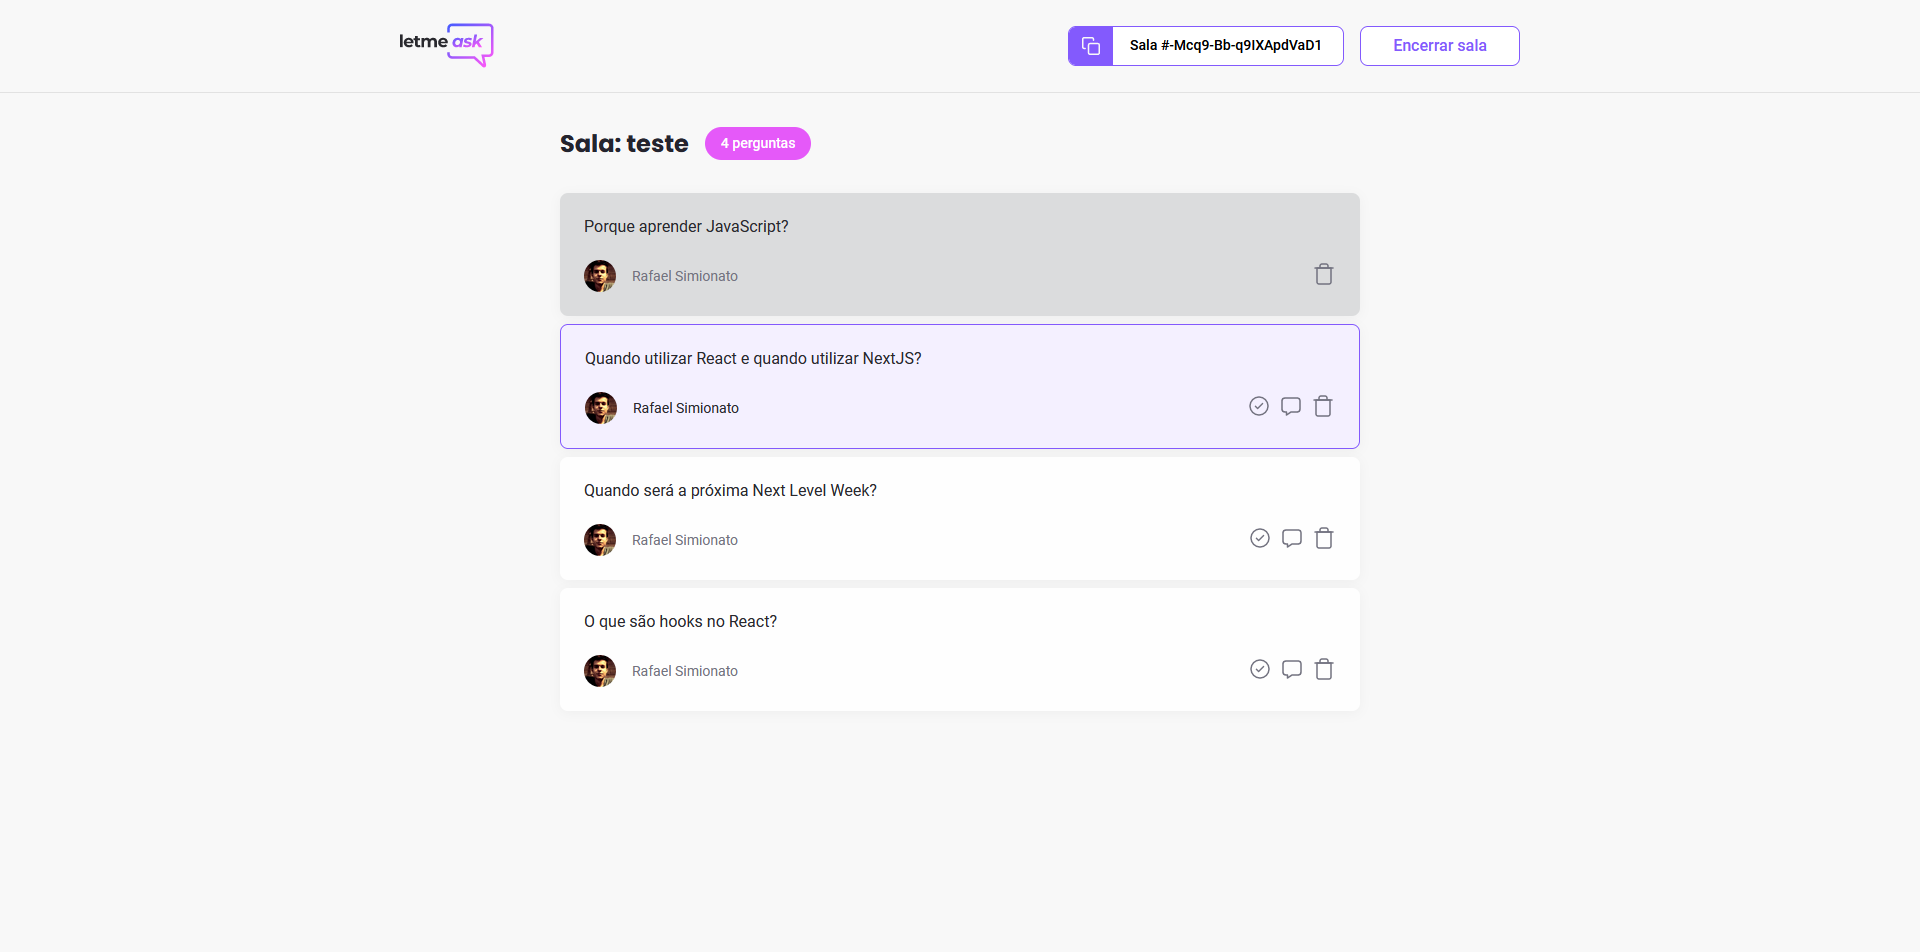 letme ask
Sala #-Mcq9-Bb-q9IXApdVaD1
Encerrar sala
Sala: teste
4 perguntas
Porque aprender JavaScript?
Rafael Simionato
Quando utilizar React e quando utilizar NextJS?
Rafael Simionato
Quando será a próxima Next Level Week?
Rafael Simionato
O que são hooks no React?
Rafael Simionato